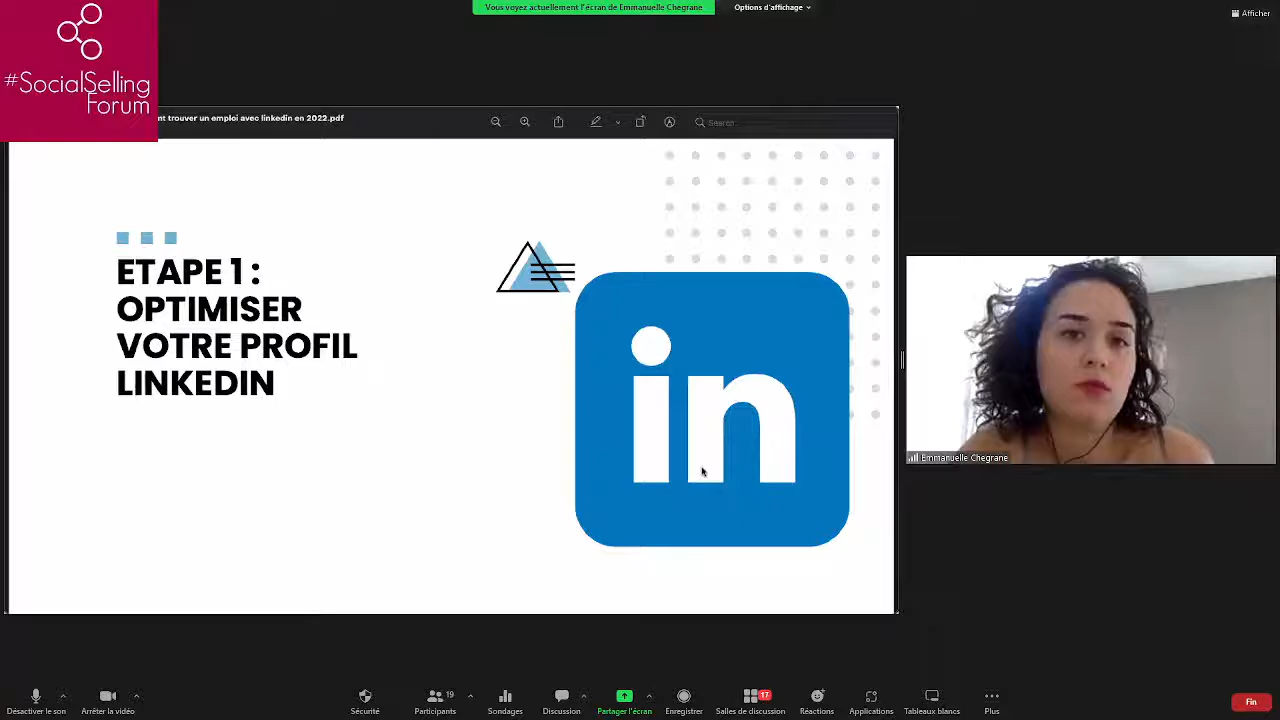 Vous voyez actuellement l'écran de Emmanuelle Chegrane
Options d'affichage
Afficher
#SocialSelling
Forum
nt trouver un emploi avec linkedin en 2022.pdf
Search
ETAPE 1 :
OPTIMISER
VOTRE PROFIL
LINKEDIN
in
Emmanuelle Chegrane
19
17
Désactiver le son
Arrêter la vidéo
Sécurité
Participants
Sondages
Discussion
Partager l'écran
Enregistrer
Salles de discussion
Réactions
Applications
Tableaux blancs
Plus
Fin